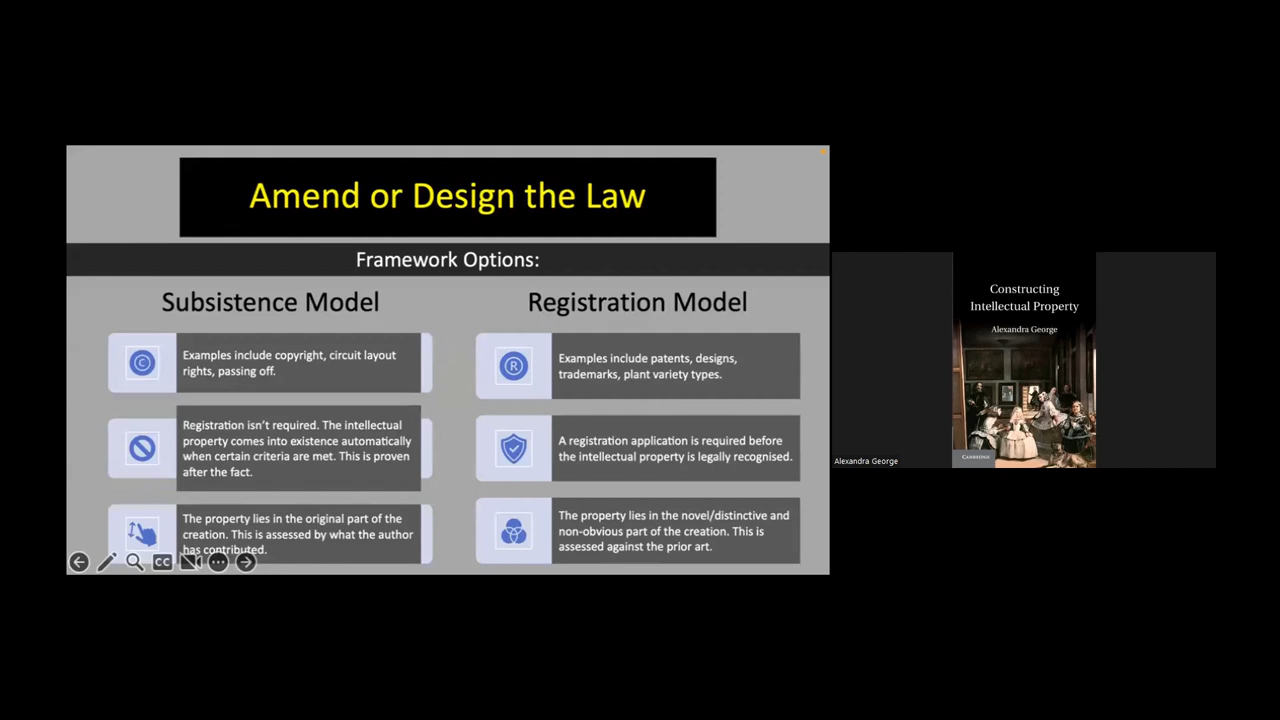 Amend or Design the Law
Framework Options:
Subsistence Model
Examples include copyright, circuit layout
rights, passing off.
Registration isn't required. The intellectual
property comes into existence automatically
when certain criteria are met. This is proven
after the fact.
The property lies in the original part of the
creation. This is assessed by what the author
has contributed.
Registration Model
Examples include patents, designs,
trademarks, plant variety types.
A registration application is required before
the intellectual property is legally recognised.
The property lies in the novel/distinctive and
non-obvious part of the creation. This is
assessed against the prior art.
C
R
CC
Constructing
Intellectual Property
Alexandra George
CAMBRIDGE
Alexandra George